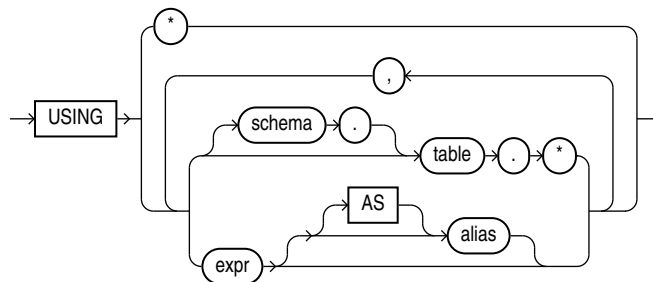 *
,
USING
schema .
table . *
AS
alias
expr